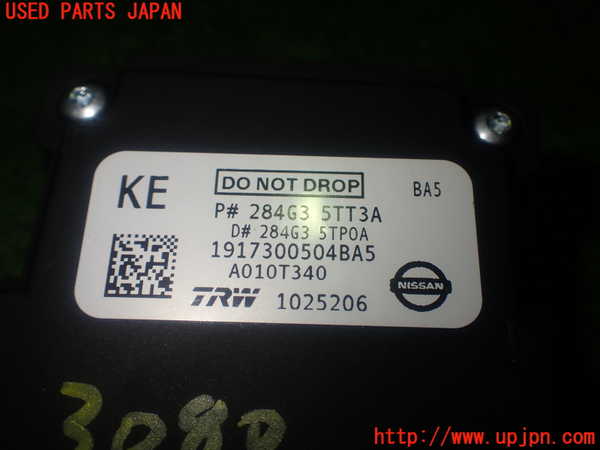 USED PARTS JAPAN
KE
DO NOT DROP
BA5
P# 284G3 5TT3A
D# 284G3 5TP0A
1917300504BA5
A010T340
TRW 1025206
NISSAN
3080
http://www.upjpn.com/